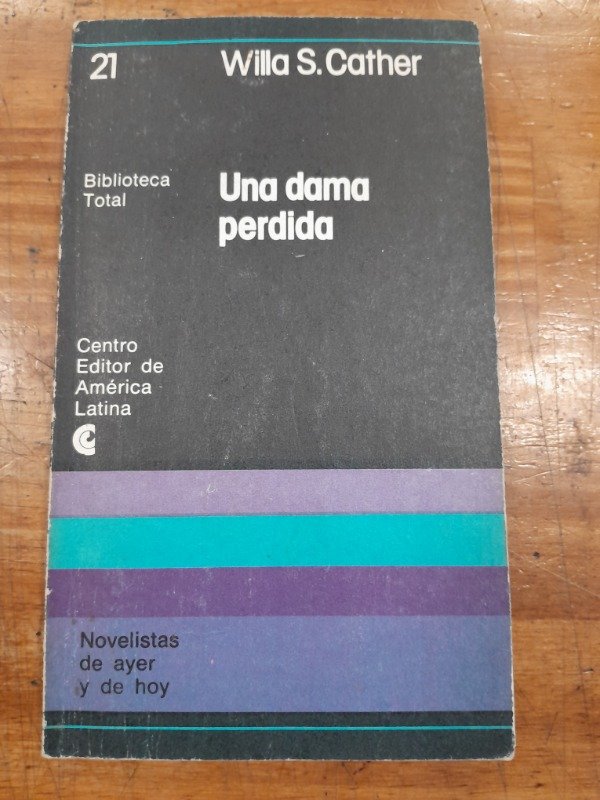 21
Willa S. Cather
Biblioteca
Total
Una dama
perdida
Centro
Editor de
América
Latina
Novelistas
de ayer
y de hoy